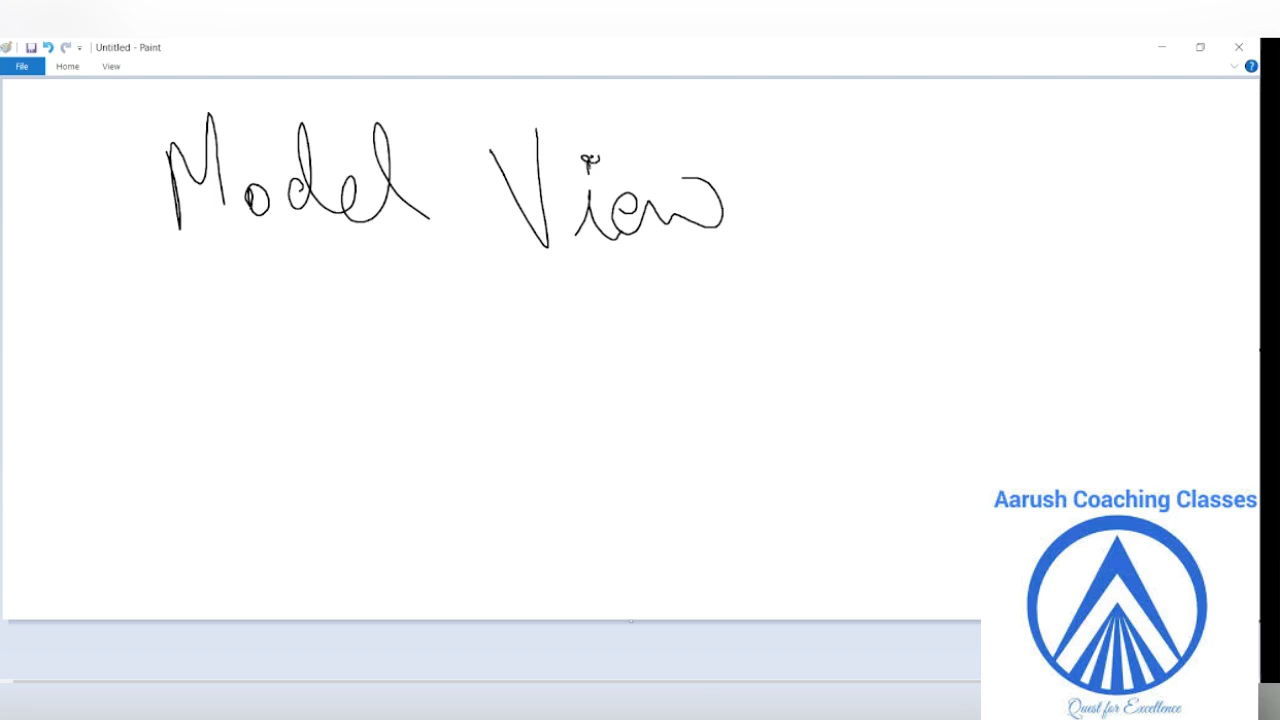 Untitled - Paint
File Home View
Model View
Aarush Coaching Classes
Quest for Excellence